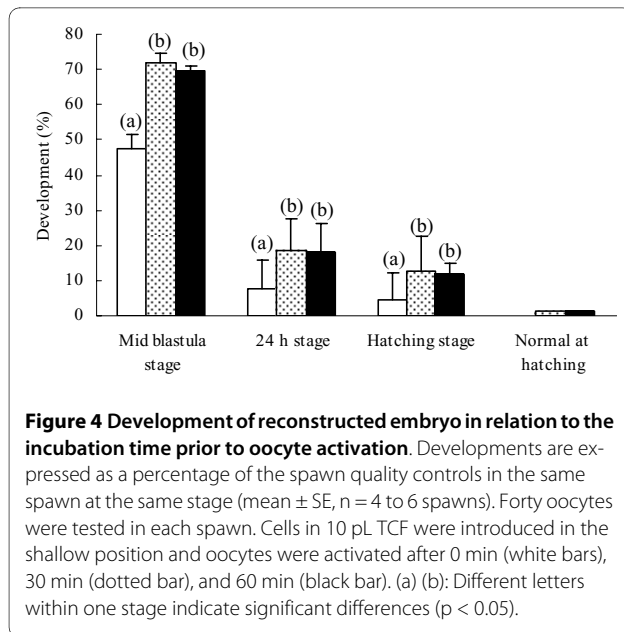 80
70
60
50
40
30
20
10
0
Development (%)
(a)
(b)
(b)
(a)
(b)
(b)
(a)
(b)
(b)
Mid blastula stage
24 h stage
Hatching stage
Normal at hatching
Figure 4 Development of reconstructed embryo in relation to the
incubation time prior to oocyte activation. Developments are ex-
pressed as a percentage of the spawn quality controls in the same
spawn at the same stage (mean ± SE, n = 4 to 6 spawns). Forty oocytes
were tested in each spawn. Cells in 10 pL TCF were introduced in the
shallow position and oocytes were activated after 0 min (white bars),
30 min (dotted bar), and 60 min (black bar). (a) (b): Different letters
within one stage indicate significant differences (p < 0.05).